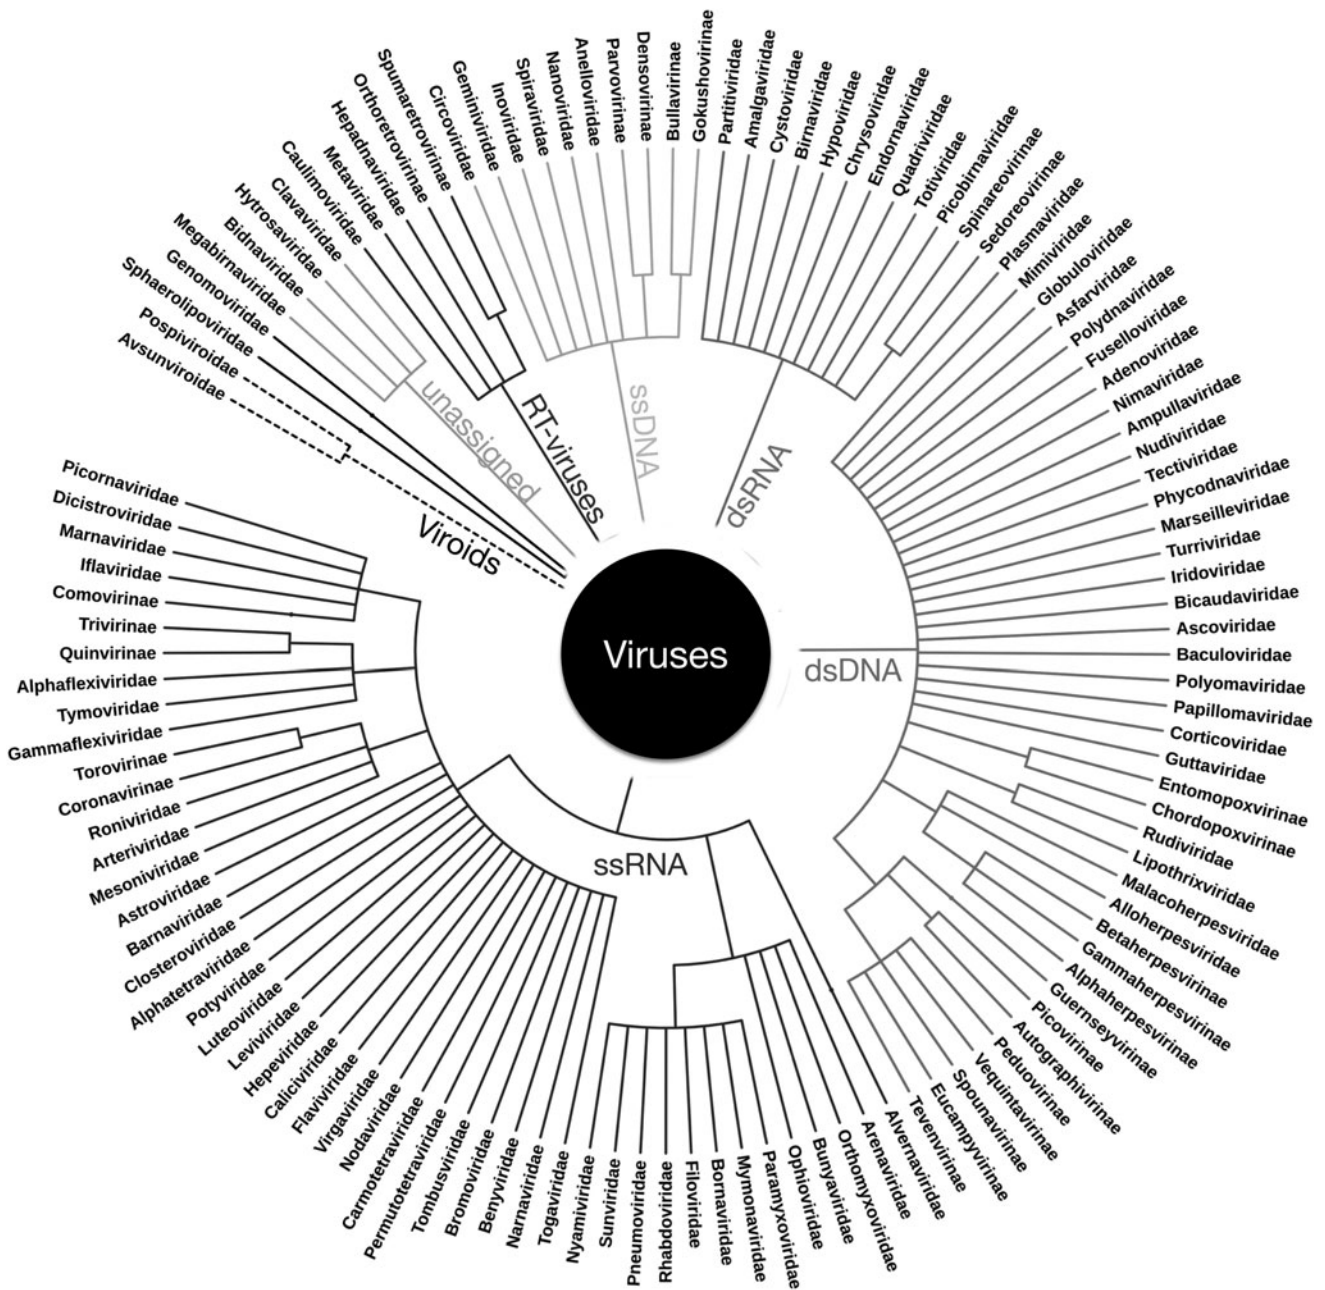 Viruses
Viroids
unassigned
RT-viruses
ssDNA
dsRNA
dsDNA
ssRNA
Avsunviroidae
Pospiviroidae
Sphaerolipoviridae
Genomoviridae
Megabirnaviridae
Bidnaviridae
Hytrosaviridae
Clavaviridae
Caulimoviridae
Metaviridae
Hepadnaviridae
Orthoretrovirinae
Spumaretrovirinae
Circoviridae
Geminiviridae
Inoviridae
Spiraviridae
Nanoviridae
Anelloviridae
Parvovirinae
Densovirinae
Bullavirinae
Gokushovirinae
Partitiviridae
Amalgaviridae
Cystoviridae
Birnaviridae
Hypoviridae
Chrysoviridae
Endornaviridae
Quadriviridae
Totiviridae
Picobirnaviridae
Spinareovirinae
Sedoreovirinae
Plasmaviridae
Mimiviridae
Globuloviridae
Asfarviridae
Polydnaviridae
Fuselloviridae
Adenoviridae
Nimaviridae
Ampullaviridae
Nudiviridae
Tectiviridae
Phycodnaviridae
Marseilleviridae
Turriviridae
Iridoviridae
Bicaudaviridae
Ascoviridae
Baculoviridae
Polyomaviridae
Papillomaviridae
Corticoviridae
Guttaviridae
Entomopoxvirinae
Chordopoxvirinae
Rudiviridae
Lipothrixviridae
Malacoherpesviridae
Alloherpesviridae
Betaherpesvirinae
Gammaherpesvirinae
Alphaherpesvirinae
Guernseyvirinae
Picovirinae
Autographivirinae
Peduovirinae
Vequintavirinae
Spounavirinae
Eucampyvirinae
Tevenvirinae
Alvernaviridae
Arenaviridae
Orthomyxoviridae
Bunyaviridae
Ophioviridae
Paramyxoviridae
Mymonaviridae
Bornaviridae
Filoviridae
Rhabdoviridae
Pneumoviridae
Sunviridae
Nyamiviridae
Togaviridae
Narnaviridae
Benyviridae
Bromoviridae
Tombusviridae
Permutotetraviridae
Carmotetraviridae
Nodaviridae
Virgaviridae
Flaviviridae
Caliciviridae
Hepeviridae
Leviviridae
Luteoviridae
Potyviridae
Alphatetraviridae
Closteroviridae
Barnaviridae
Astroviridae
Mesoniviridae
Arteriviridae
Roniviridae
Coronavirinae
Torovirinae
Gammaflexiviridae
Tymoviridae
Alphaflexiviridae
Quinvirinae
Trivirinae
Comovirinae
Iflaviridae
Marnaviridae
Dicistroviridae
Picornaviridae